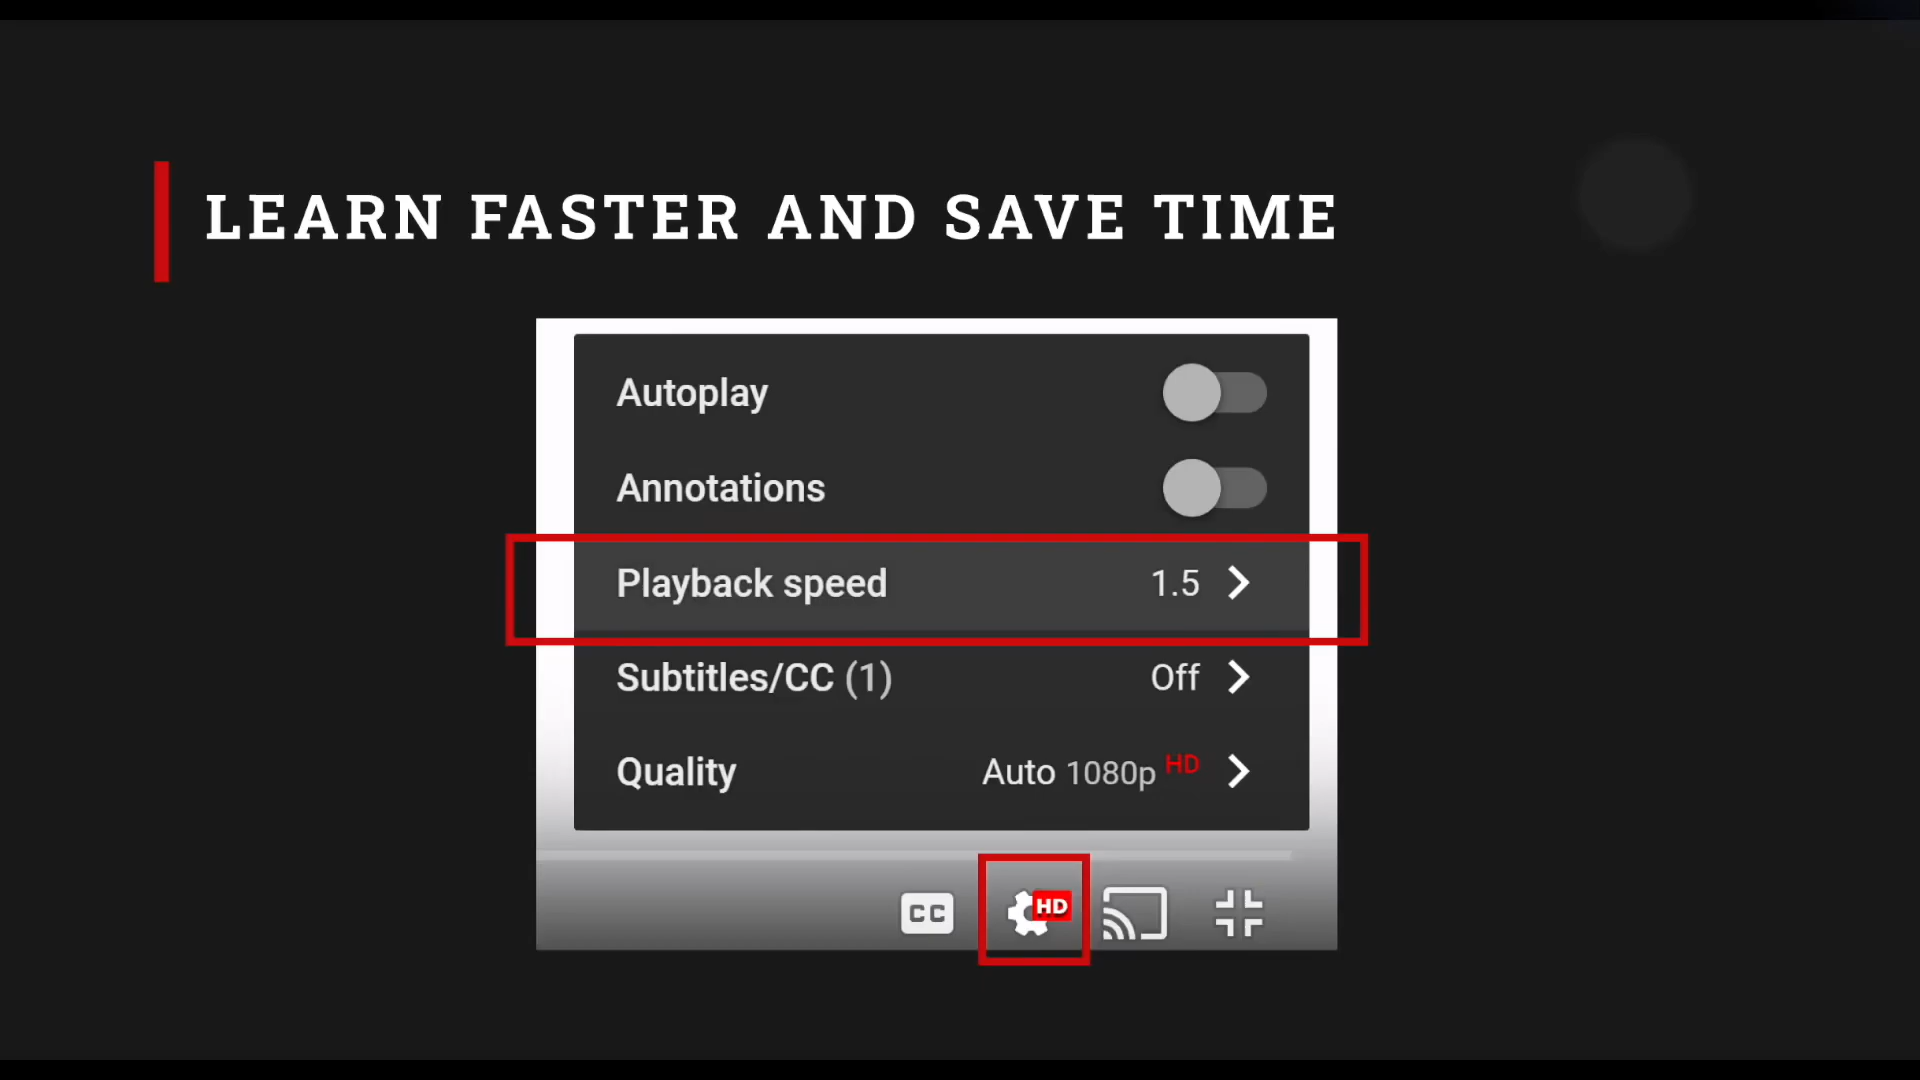 LEARN FASTER AND SAVE TIME
Autoplay
Annotations
Playback speed 1.5
Subtitles/CC (1) Off
Quality Auto 1080p HD
CC HD